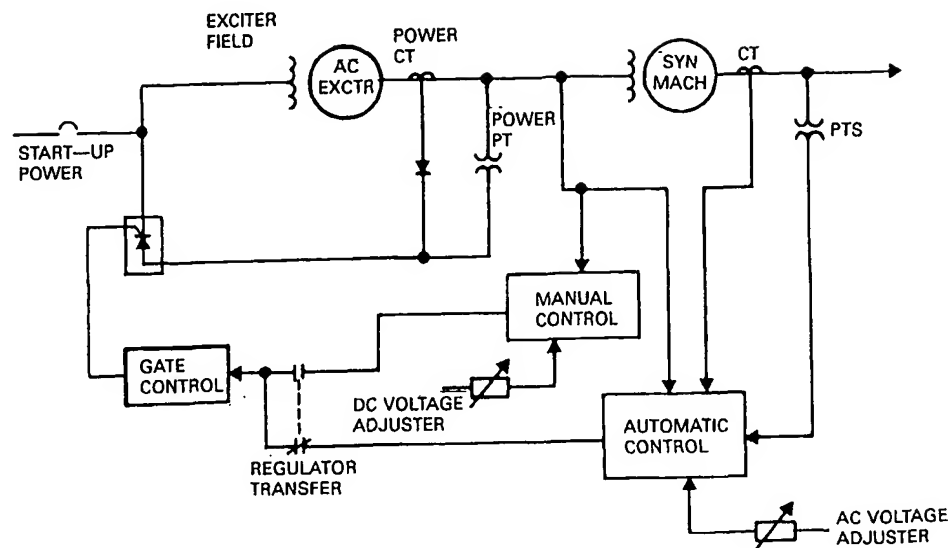 EXCITER
FIELD
POWER
CT
AC
EXCTR
SYN
MACH
CT
PTS
POWER
PT
START—UP
POWER
MANUAL
CONTROL
GATE
CONTROL
DC VOLTAGE
ADJUSTER
AUTOMATIC
CONTROL
REGULATOR
TRANSFER
AC VOLTAGE
ADJUSTER